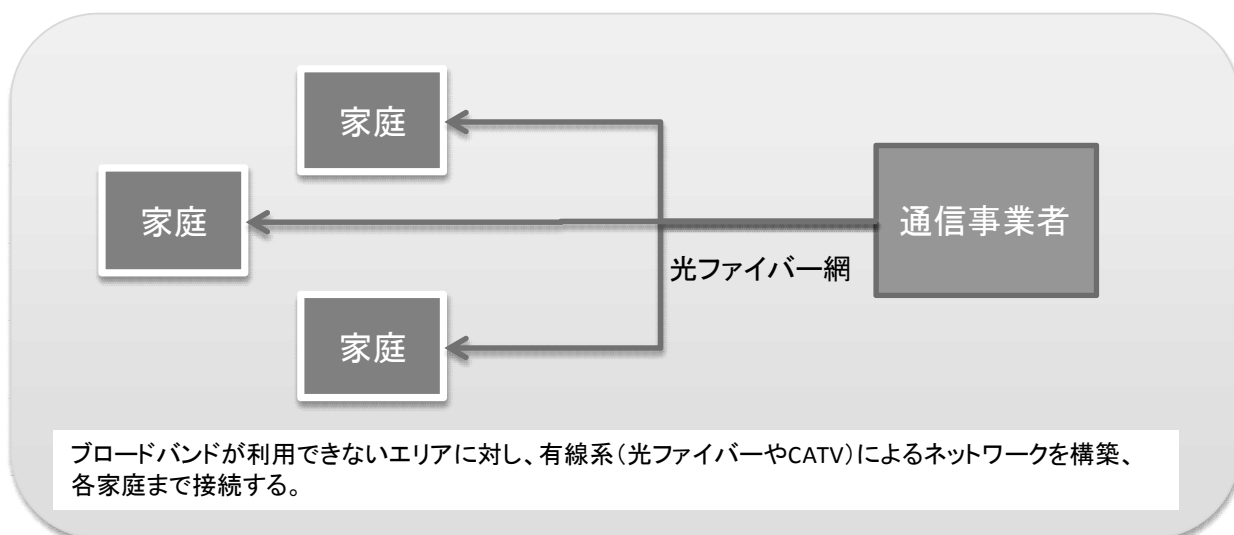 家庭
家庭
通信事業者
光ファイバー網
家庭
ブロードバンドが利用できないエリアに対し、有線系（光ファイバーやCATV）によるネットワークを構築、
各家庭まで接続する。